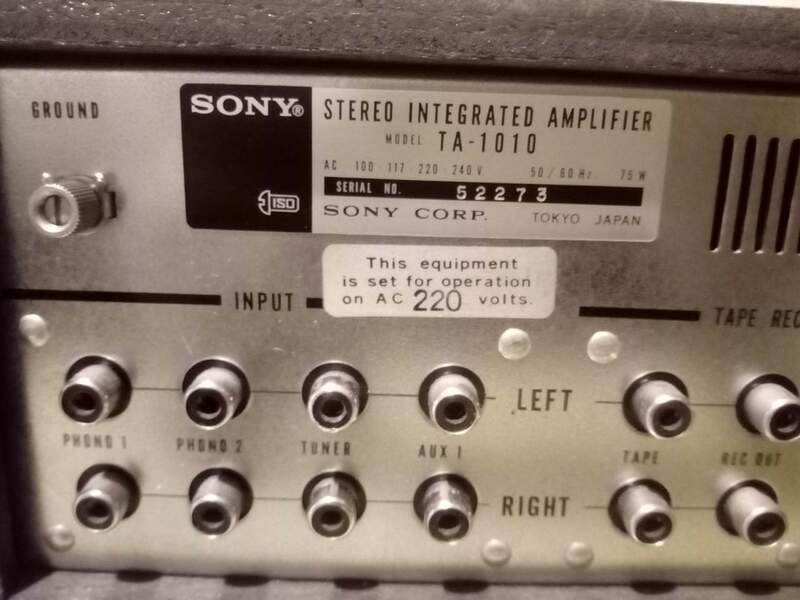 GROUND
SONY®
STEREO INTEGRATED AMPLIFIER
MODEL TA-1010
AC 100 117 220 240 V 50/60 Hz. 75 W
SERIAL NO. 52273
ISO
SONY CORP. TOKYO JAPAN
This equipment
is set for operation
on AC 220 volts.
INPUT
TAPE REC
LEFT
PHONO 1 PHONO 2 TUNER AUX 1 TAPE REC OUT
RIGHT